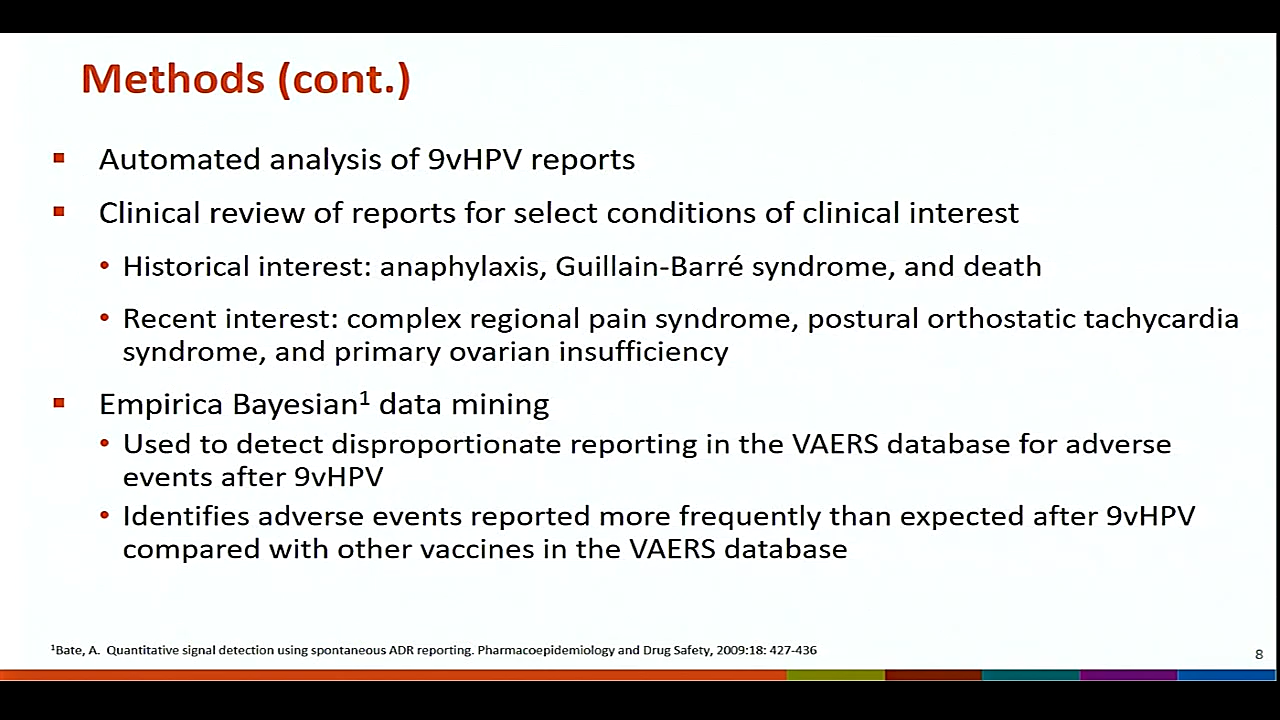 Methods (cont.)
▪ Automated analysis of 9vHPV reports
▪ Clinical review of reports for select conditions of clinical interest
• Historical interest: anaphylaxis, Guillain-Barré syndrome, and death
• Recent interest: complex regional pain syndrome, postural orthostatic tachycardia
syndrome, and primary ovarian insufficiency
▪ Empirica Bayesian¹ data mining
• Used to detect disproportionate reporting in the VAERS database for adverse
events after 9vHPV
• Identifies adverse events reported more frequently than expected after 9vHPV
compared with other vaccines in the VAERS database
¹Bate, A. Quantitative signal detection using spontaneous ADR reporting. Pharmacoepidemiology and Drug Safety, 2009:18: 427-436
8